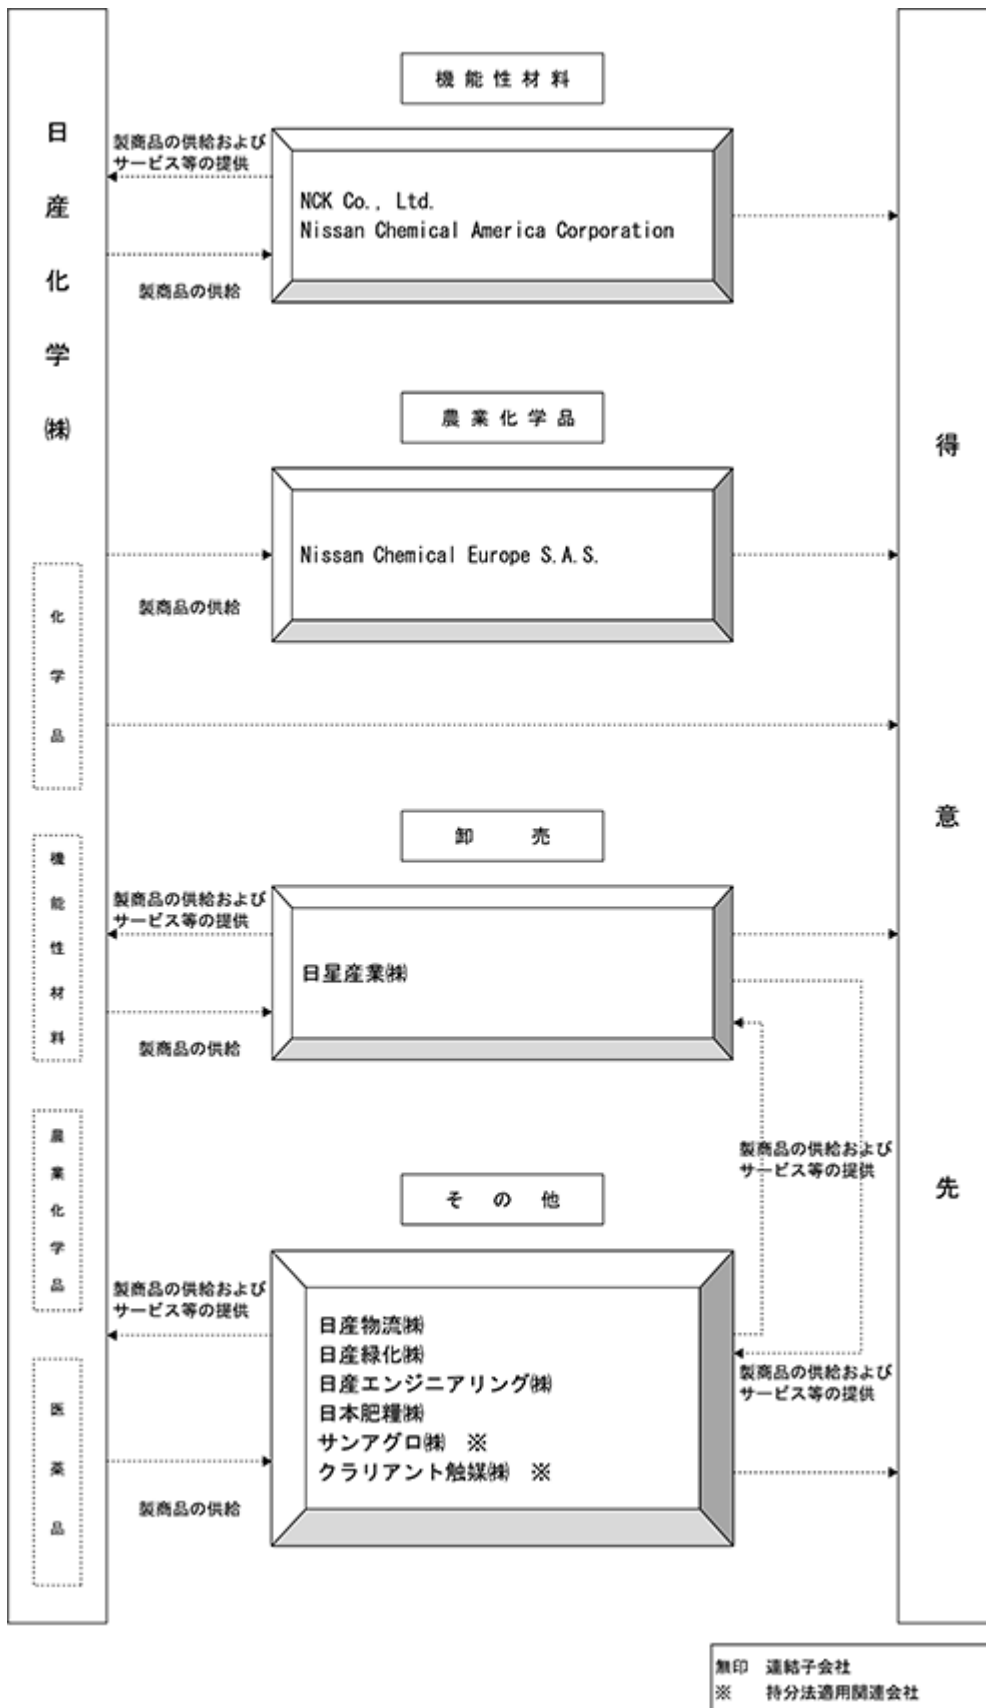 日産化学㈱
化学品
機能性材料
農業化学品
医薬品
機能性材料
製商品の供給および
サービス等の提供
NCK Co., Ltd.
Nissan Chemical America Corporation
製商品の供給
農業化学品
Nissan Chemical Europe S.A.S.
製商品の供給
卸売
製商品の供給および
サービス等の提供
日星産業㈱
製商品の供給
製商品の供給および
サービス等の提供
その他
製商品の供給および
サービス等の提供
日産物流㈱
日産緑化㈱
日産エンジニアリング㈱
日本肥糧㈱
サンアグロ㈱　※
クラリアント触媒㈱　※
製商品の供給および
サービス等の提供
製商品の供給
得意先
無印　連結子会社
※　持分法適用関連会社